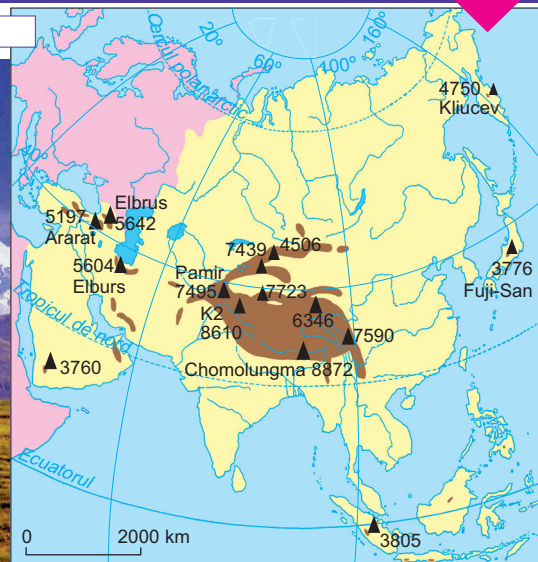 20°
60°
100°
160°
Cercul polar arctic
40°
4750
Kliucev
Elbrus
5642
5197
Ararat
5604
Elburs
7439
4506
3776
Fuji-San
Pamir
7495
7723
K2
8610
6346
7590
Tropicul de nord
3760
Chomolungma 8872
Ecuatorul
0 2000 km
3805